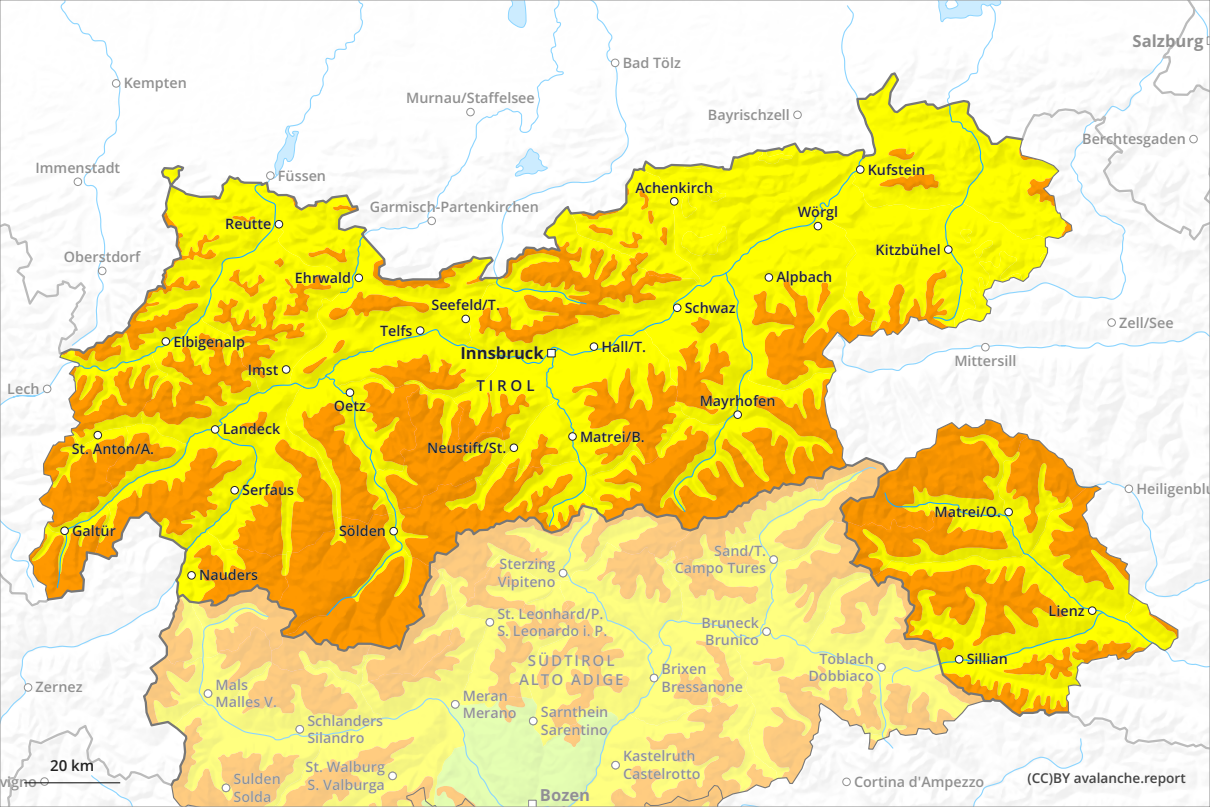 Salzburg
Bad Tölz
Kempten
Murnau/Staffelsee
Bayrischzell
Berchtesgaden
Immenstadt
Füssen
Kufstein
Achenkirch
Garmisch-Partenkirchen
Wörgl
Reutte
Kitzbühel
Oberstdorf
Ehrwald
Alpbach
Seefeld/T.
Schwaz
Zell/See
Telfs
Elbigenalp
Innsbruck
Hall/T.
Mittersill
Imst
TIROL
Lech
Oetz
Mayrhofen
Landeck
Matrei/B.
St. Anton/A.
Neustift/St.
Serfaus
Heiligenblu
Matrei/O.
Galtür
Sölden
Sand/T.
Campo Tures
Sterzing
Vipiteno
Nauders
Lienz
St. Leonhard/P.
S. Leonardo i. P.
Bruneck
Brunico
SÜDTIROL
ALTO ADIGE
Sillian
Toblach
Dobbiaco
Brixen
Bressanone
Zernez
Mals
Malles V.
Meran
Merano
Sarnthein
Sarentino
Schlanders
Silandro
Kastelruth
Castelrotto
St. Walburg
S. Valburga
20 km
vigno
Sulden
Solda
Cortina d'Ampezzo
(CC)BY avalanche.report
Bozen